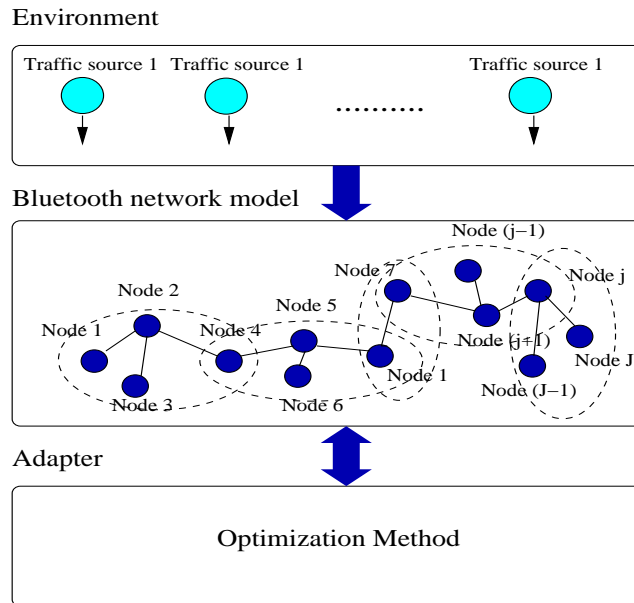 Environment
Traffic source 1
Traffic source 1
Traffic source 1
..........
Bluetooth network model
Node (j−1)
Node 7
Node j
Node 2
Node 5
Node 1
Node 4
Node (j+1)
Node J
Node 1
Node (J−1)
Node 3
Node 6
Adapter
Optimization Method